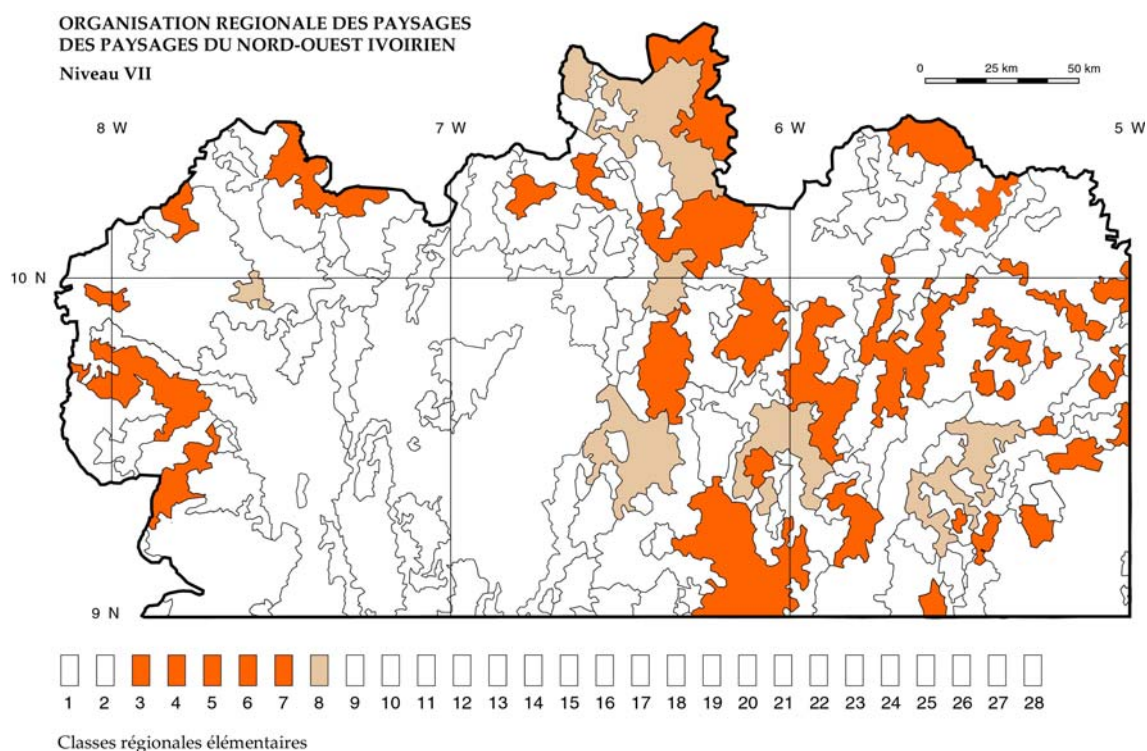 ORGANISATION REGIONALE DES PAYSAGES
DES PAYSAGES DU NORD-OUEST IVOIRIEN
Niveau VII
0 25 km 50 km
8 W 7 W 6 W 5 W
10 N
9 N
1 2 3 4 5 6 7 8 9 10 11 12 13 14 15 16 17 18 19 20 21 22 23 24 25 26 27 28
Classes régionales élémentaires